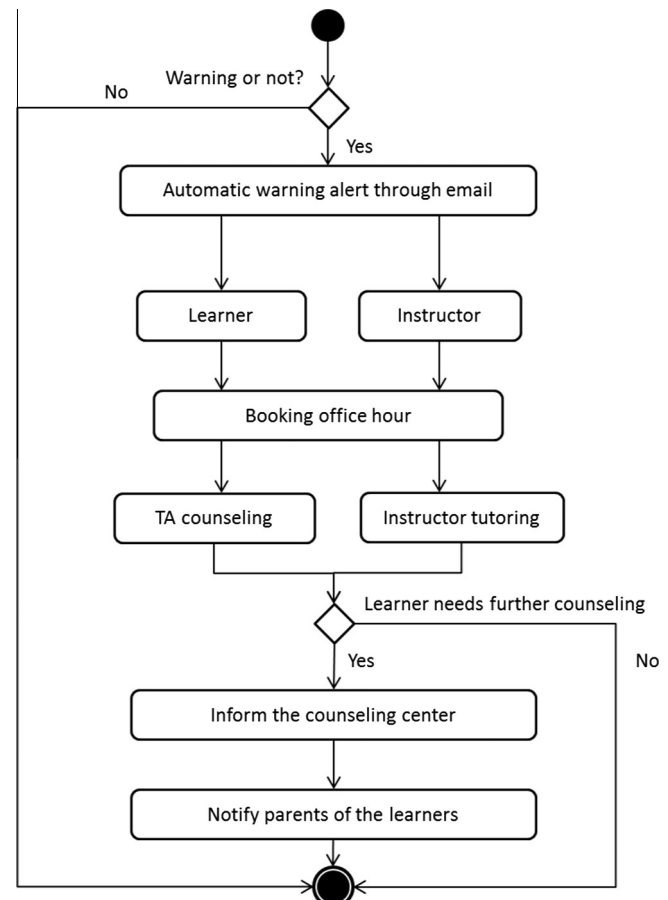 Warning or not?
No
Yes
Automatic warning alert through email
Learner
Instructor
Booking office hour
TA counseling
Instructor tutoring
Learner needs further counseling
Yes
No
Inform the counseling center
Notify parents of the learners